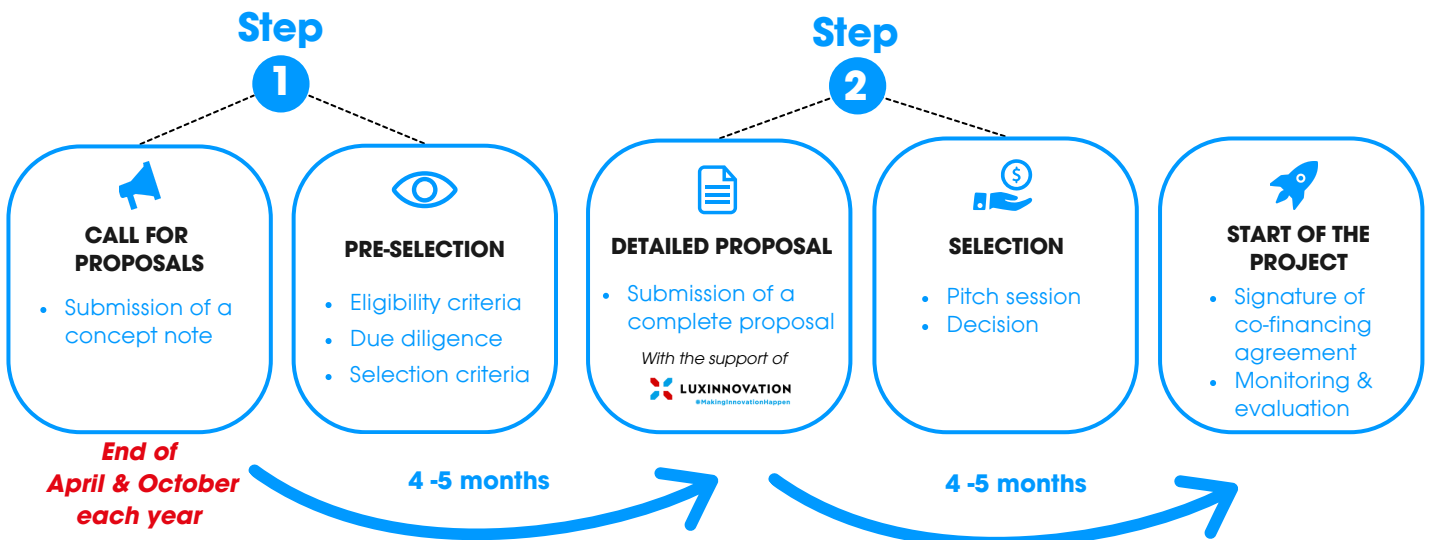 Step
1
Step
2
CALL FOR
PROPOSALS
• Submission of a
concept note
PRE-SELECTION
• Eligibility criteria
• Due diligence
• Selection criteria
DETAILED PROPOSAL
• Submission of a
complete proposal
With the support of
LUXINNOVATION
#MakingInnovationHappen
$
SELECTION
• Pitch session
• Decision
START OF THE
PROJECT
• Signature of
co-financing
agreement
• Monitoring &
evaluation
End of
April & October
each year
4 -5 months
4 -5 months